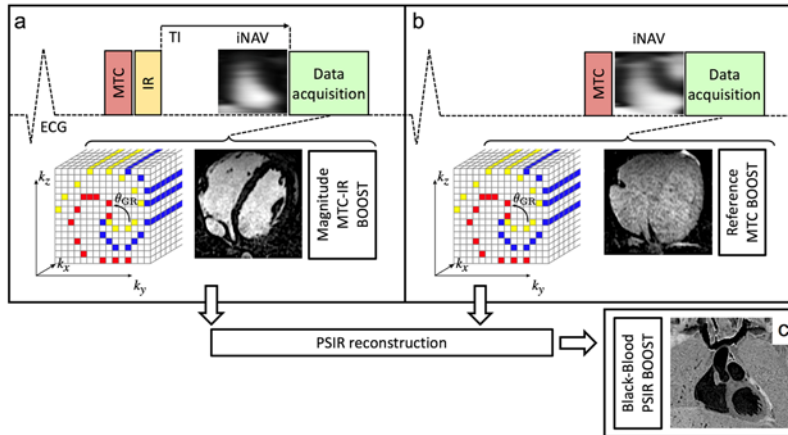 a
TI
iNAV
MTC
IR
Data
acquisition
ECG
kz
θGR
kx
ky
Magnitude
MTC-IR
BOOST
b
iNAV
MTC
Data
acquisition
kz
θGR
kx
ky
Reference
MTC BOOST
PSIR reconstruction
c
Black-Blood
PSIR BOOST